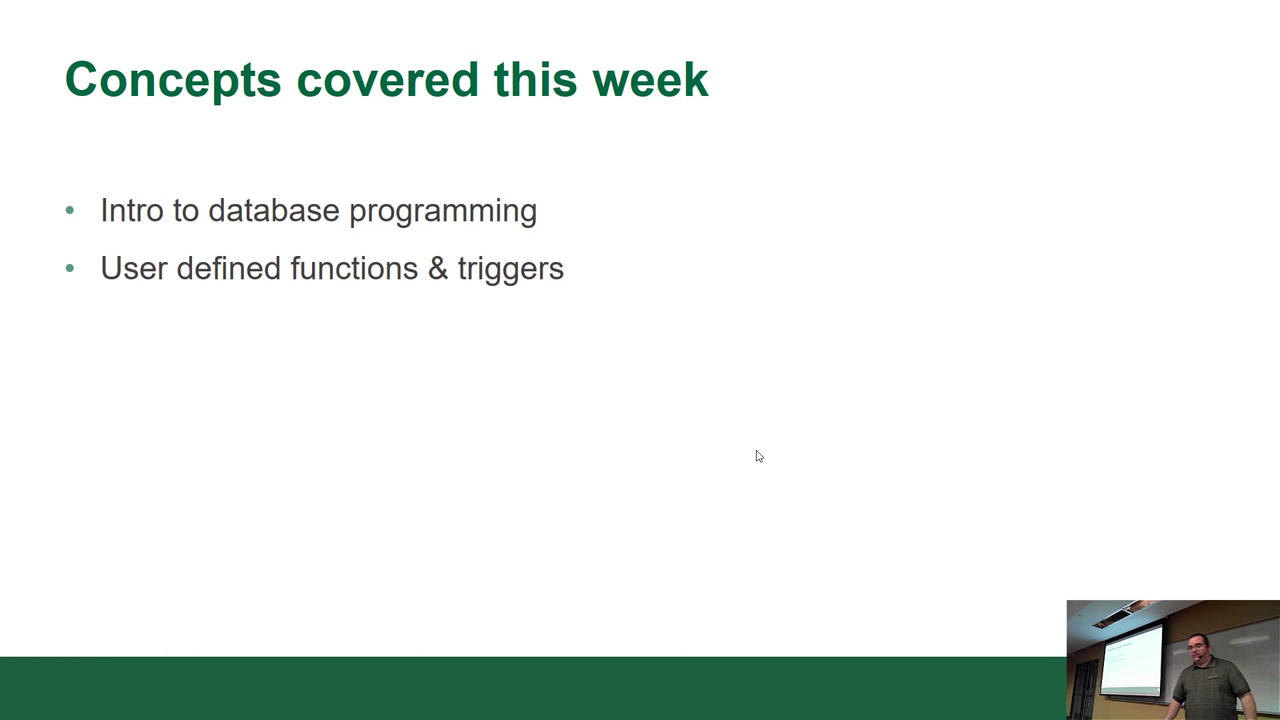 Concepts covered this week
• Intro to database programming
• User defined functions & triggers